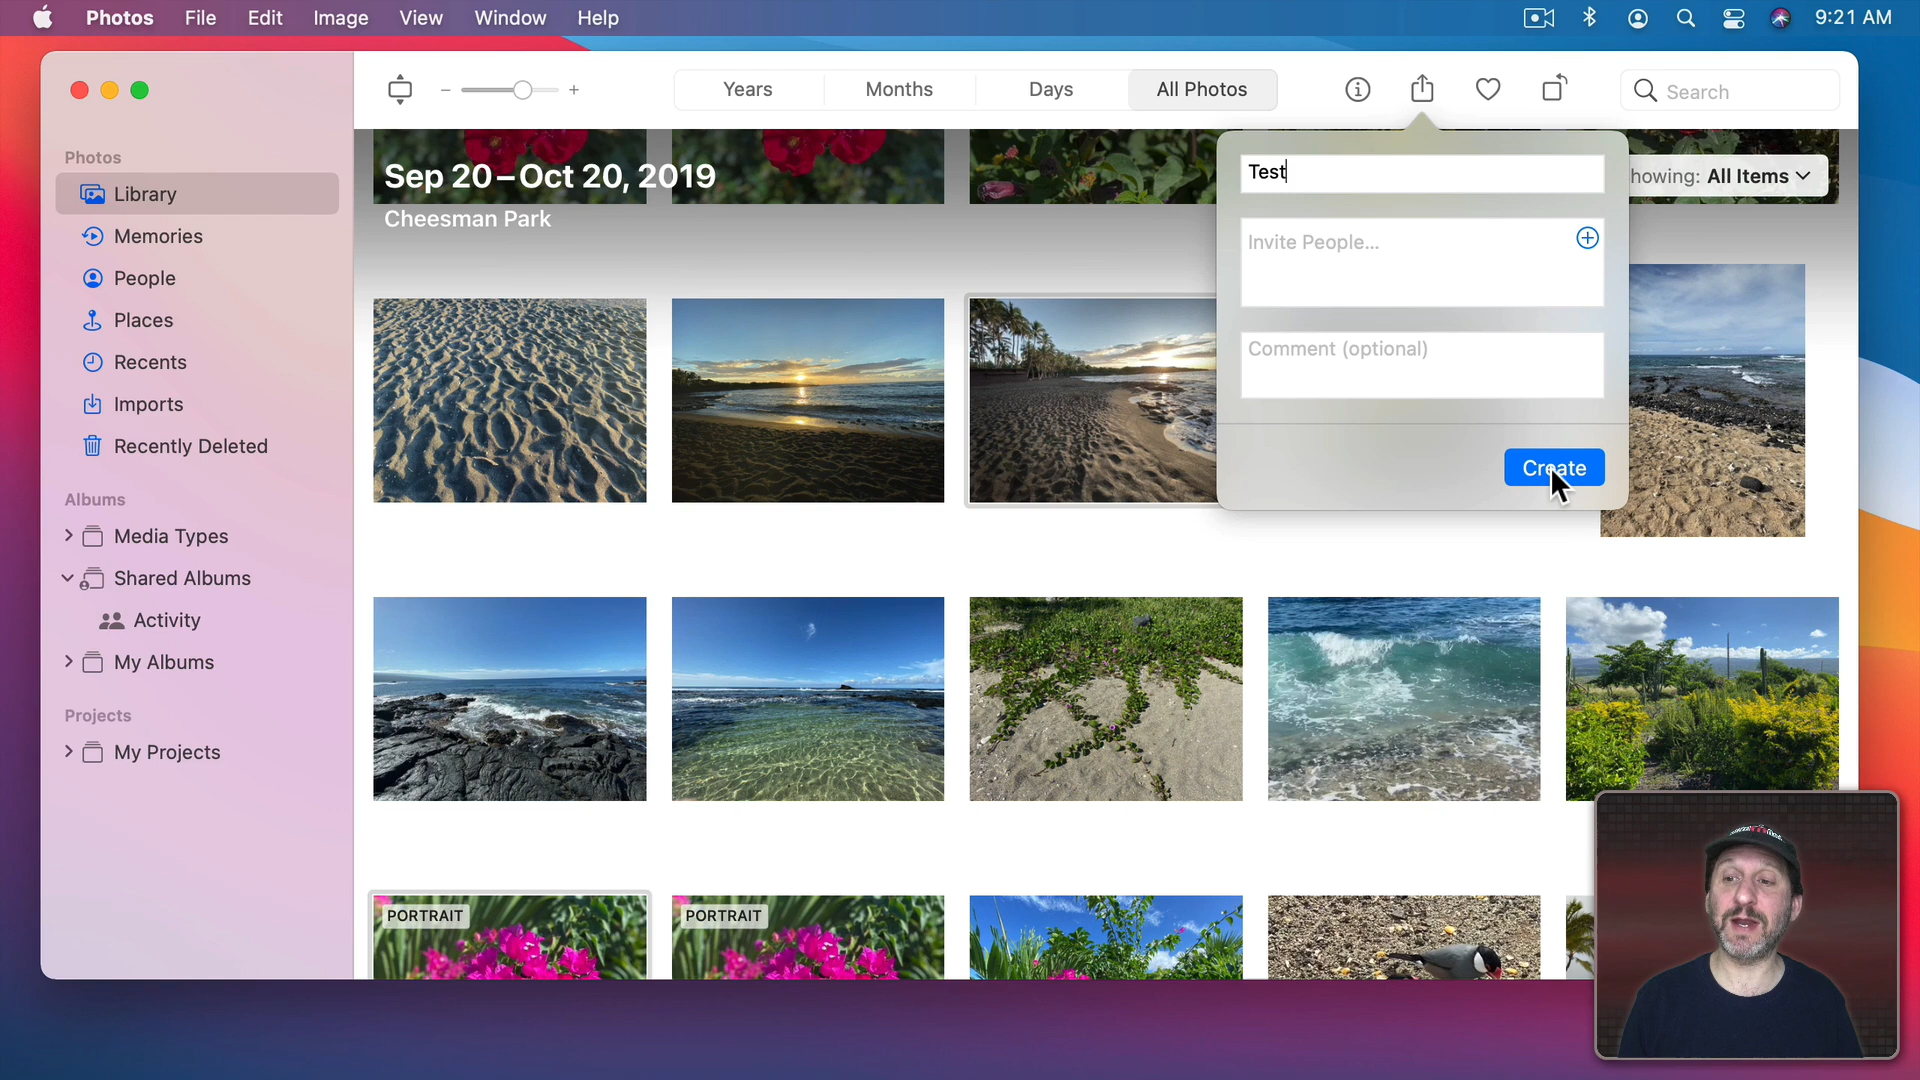 Photos File Edit Image View Window Help 9:21 AM
Years Months Days All Photos Search
Photos
Library
Memories
People
Places
Recents
Imports
Recently Deleted
Albums
Media Types
Shared Albums
Activity
My Albums
Projects
My Projects
Sep 20–Oct 20, 2019
Cheesman Park
howing: All Items
Test
Invite People...
Comment (optional)
Create
PORTRAIT
PORTRAIT